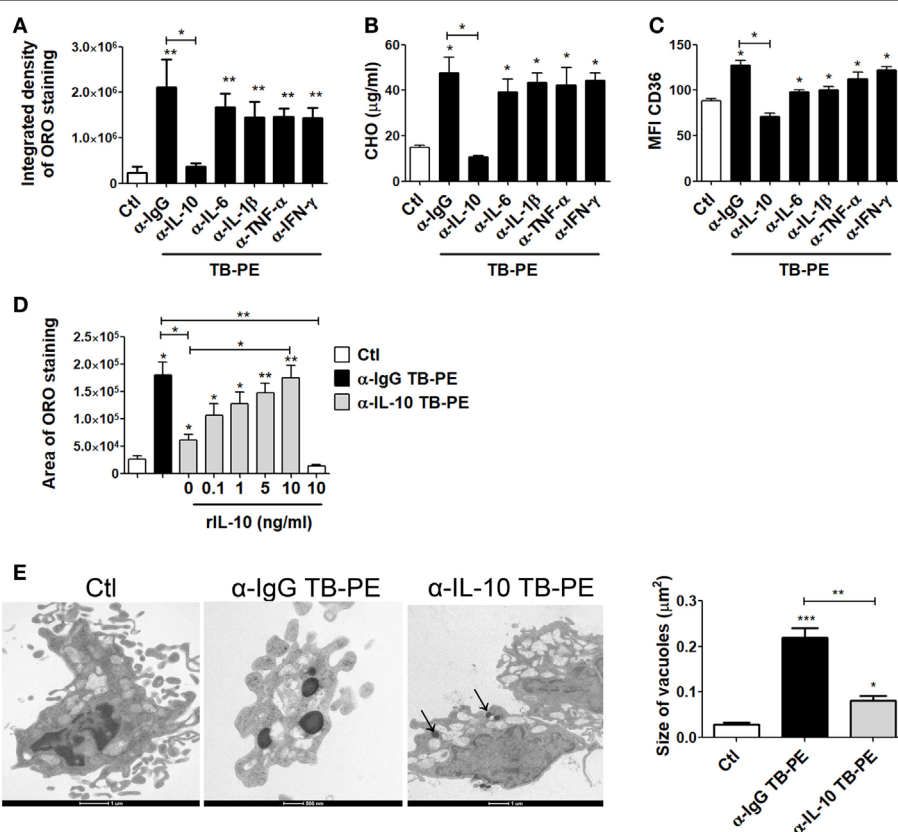 A
Integrated density
of ORO staining
3.0×10⁶
2.0×10⁶
1.0×10⁶
0
*
**
**
**
**
**
Ctl
α-IgG
α-IL-10
α-IL-6
α-IL-1β
α-TNF-α
α-IFN-γ
TB-PE
B
CHO (μg/ml)
60
40
20
0
*
*
*
*
*
*
Ctl
α-IgG
α-IL-10
α-IL-6
α-IL-1β
α-TNF-α
α-IFN-γ
TB-PE
C
MFI CD36
150
100
50
0
*
*
*
*
*
*
Ctl
α-IgG
α-IL-10
α-IL-6
α-IL-1β
α-TNF-α
α-IFN-γ
TB-PE
D
Area of ORO staining
2.5×10⁵
2.0×10⁵
1.5×10⁵
1.0×10⁵
5.0×10⁴
0
**
*
*
*
*
*
*
**
**
0 0.1 1 5 10 10
rIL-10 (ng/ml)
Ctl
α-IgG TB-PE
α-IL-10 TB-PE
E
Ctl
α-IgG TB-PE
α-IL-10 TB-PE
1 um
500 nm
1 um
Size of vacuoles (μm²)
0.3
0.2
0.1
0.0
**
***
*
Ctl
α-IgG TB-PE
α-IL-10 TB-PE